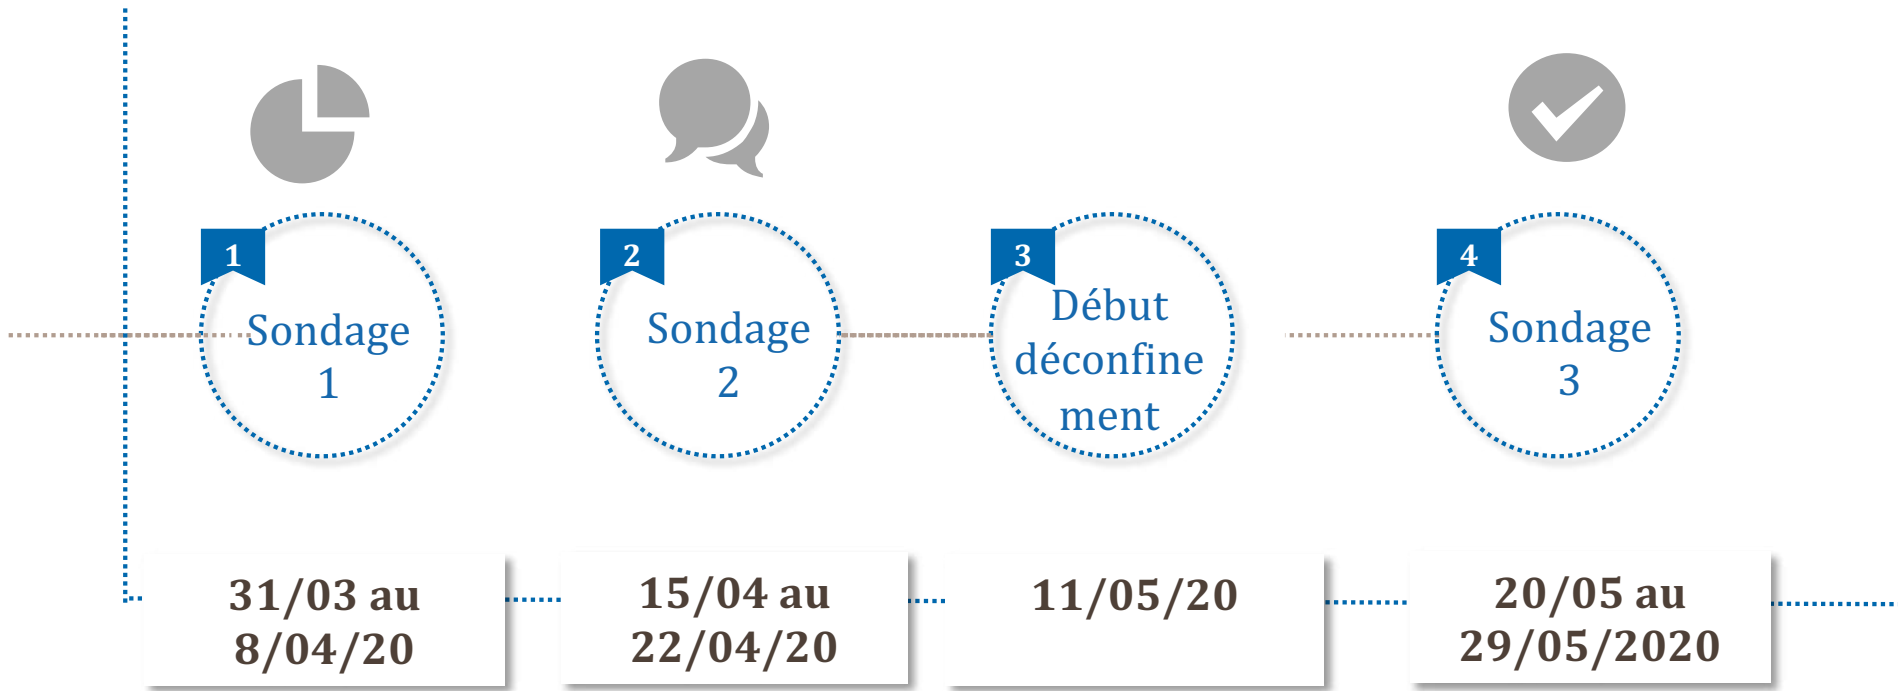 1
Sondage
1
2
Sondage
2
3
Début
déconfine
ment
4
Sondage
3
31/03 au
8/04/20
15/04 au
22/04/20
11/05/20
20/05 au
29/05/2020